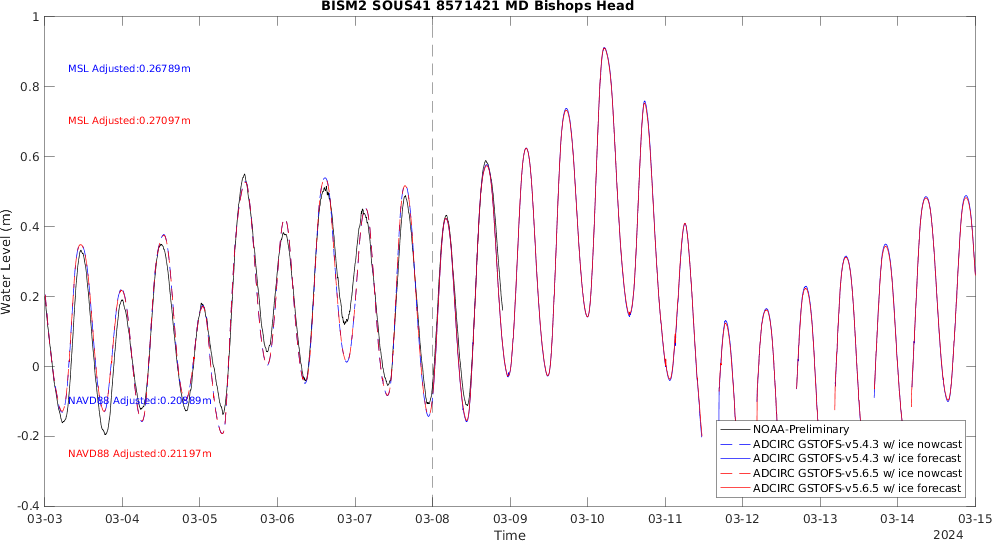 BISM2 SOUS41 8571421 MD Bishops Head
1
0.8
0.6
0.4
0.2
0
-0.2
-0.4
Water Level (m)
MSL Adjusted:0.26789m
MSL Adjusted:0.27097m
NAVD88 Adjusted:0.20889m
NAVD88 Adjusted:0.21197m
NOAA-Preliminary
ADCIRC GSTOFS-v5.4.3 w/ ice nowcast
ADCIRC GSTOFS-v5.4.3 w/ ice forecast
ADCIRC GSTOFS-v5.6.5 w/ ice nowcast
ADCIRC GSTOFS-v5.6.5 w/ ice forecast
03-03 03-04 03-05 03-06 03-07 03-08 03-09 03-10 03-11 03-12 03-13 03-14 03-15
Time
2024